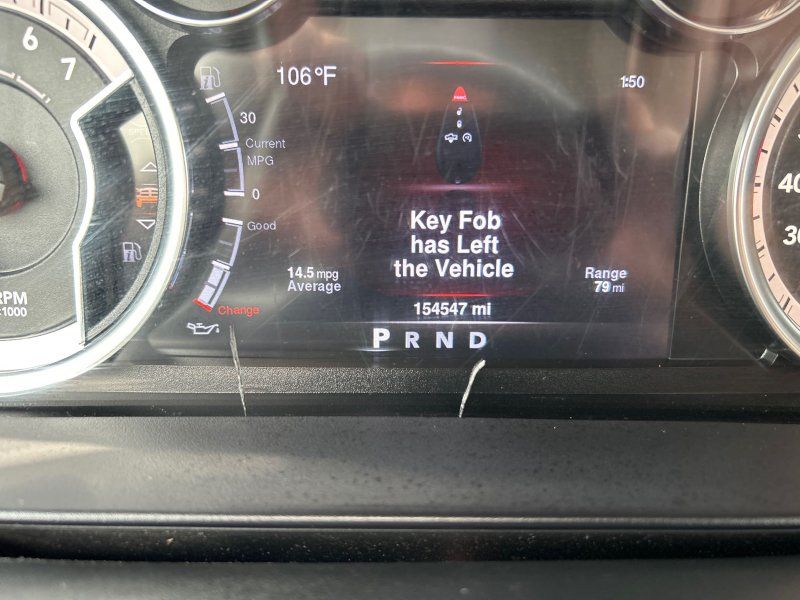 6
7
106°F
1:50
30
Current
MPG
0
Good
Key Fob
has Left
the Vehicle
14.5 mpg
Average
Range
79 mi
Change
154547 mi
P R N D
RPM
40
30